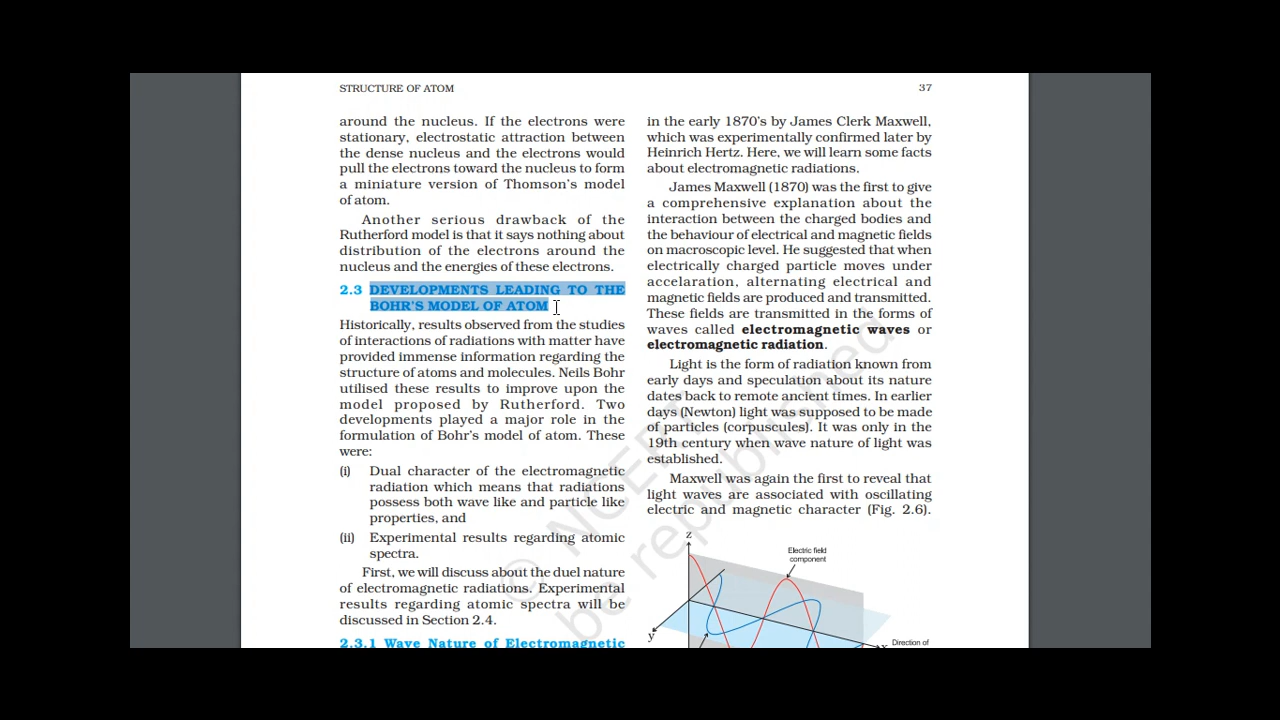 STRUCTURE OF ATOM
37
around the nucleus. If the electrons were
stationary, electrostatic attraction between
the dense nucleus and the electrons would
pull the electrons toward the nucleus to form
a miniature version of Thomson's model
of atom.
Another serious drawback of the
Rutherford model is that it says nothing about
distribution of the electrons around the
nucleus and the energies of these electrons.
2.3 DEVELOPMENTS LEADING TO THE
BOHR'S MODEL OF ATOM
Historically, results observed from the studies
of interactions of radiations with matter have
provided immense information regarding the
structure of atoms and molecules. Neils Bohr
utilised these results to improve upon the
model proposed by Rutherford. Two
developments played a major role in the
formulation of Bohr's model of atom. These
were:
(i) Dual character of the electromagnetic
radiation which means that radiations
possess both wave like and particle like
properties, and
(ii) Experimental results regarding atomic
spectra.
First, we will discuss about the duel nature
of electromagnetic radiations. Experimental
results regarding atomic spectra will be
discussed in Section 2.4.
2.3.1 Wave Nature of Electromagnetic
in the early 1870's by James Clerk Maxwell,
which was experimentally confirmed later by
Heinrich Hertz. Here, we will learn some facts
about electromagnetic radiations.
James Maxwell (1870) was the first to give
a comprehensive explanation about the
interaction between the charged bodies and
the behaviour of electrical and magnetic fields
on macroscopic level. He suggested that when
electrically charged particle moves under
accelaration, alternating electrical and
magnetic fields are produced and transmitted.
These fields are transmitted in the forms of
waves called electromagnetic waves or
electromagnetic radiation.
Light is the form of radiation known from
early days and speculation about its nature
dates back to remote ancient times. In earlier
days (Newton) light was supposed to be made
of particles (corpuscules). It was only in the
19th century when wave nature of light was
established.
Maxwell was again the first to reveal that
light waves are associated with oscillating
electric and magnetic character (Fig. 2.6).
z
Electric field
component
y
x
Direction of
© NCERT
be republished